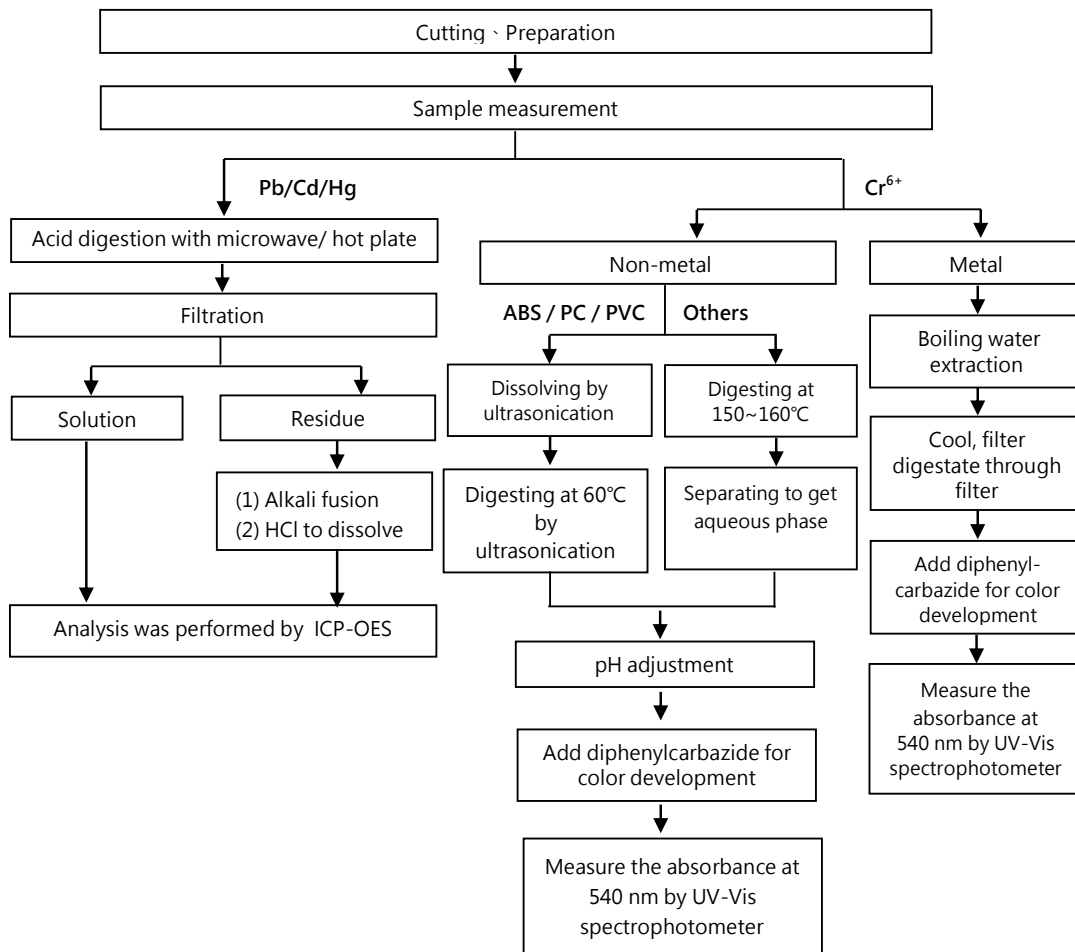 Cutting、Preparation
Sample measurement
Pb/Cd/Hg
Cr⁶⁺
Acid digestion with microwave/ hot plate
Filtration
Solution
Residue
(1) Alkali fusion
(2) HCl to dissolve
Analysis was performed by ICP-OES
Non-metal
ABS / PC / PVC
Others
Dissolving by
ultrasonication
Digesting at
150~160℃
Digesting at 60℃
by
ultrasonication
Separating to get
aqueous phase
pH adjustment
Add diphenylcarbazide for
color development
Measure the absorbance at
540 nm by UV-Vis
spectrophotometer
Metal
Boiling water
extraction
Cool, filter
digestate through
filter
Add diphenyl-
carbazide for color
development
Measure the
absorbance at
540 nm by UV-Vis
spectrophotometer